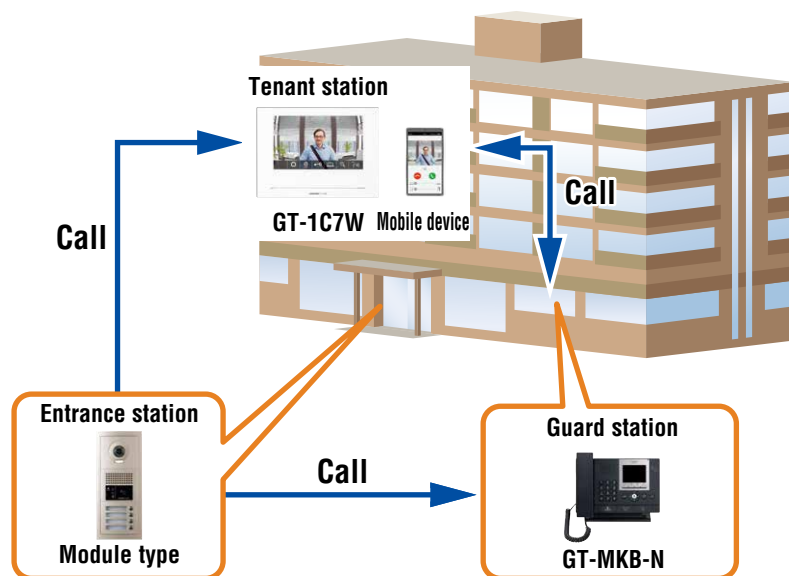 Tenant station
GT-1C7W
Mobile device
Call
Call
Entrance station
Module type
Call
Guard station
GT-MKB-N